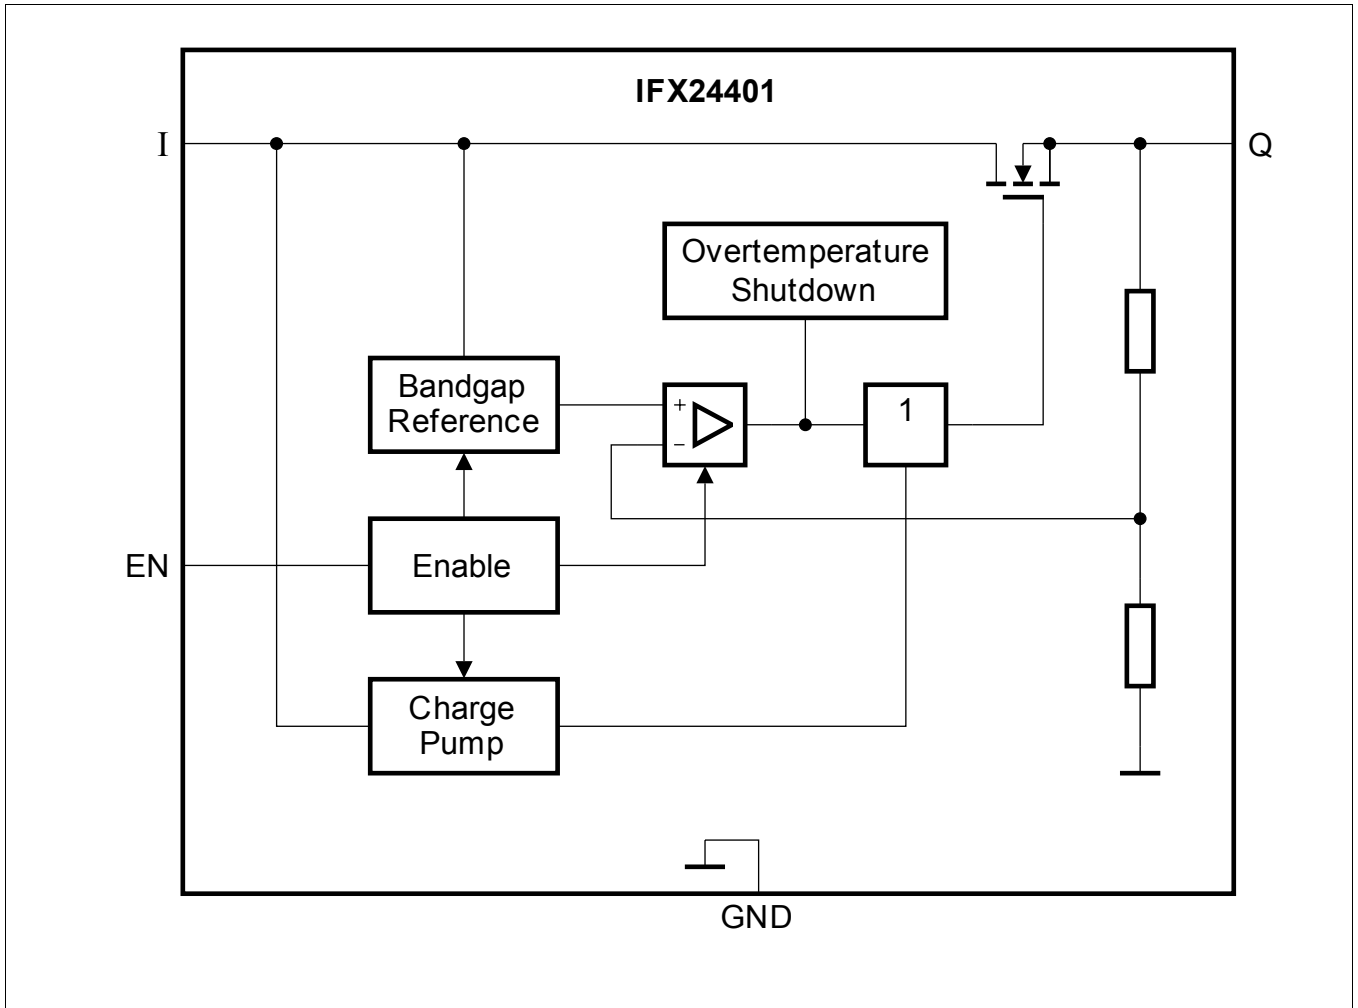 IFX24401
I
Q
Overtemperature
Shutdown
Bandgap
Reference
+
−
1
EN
Enable
Charge
Pump
GND